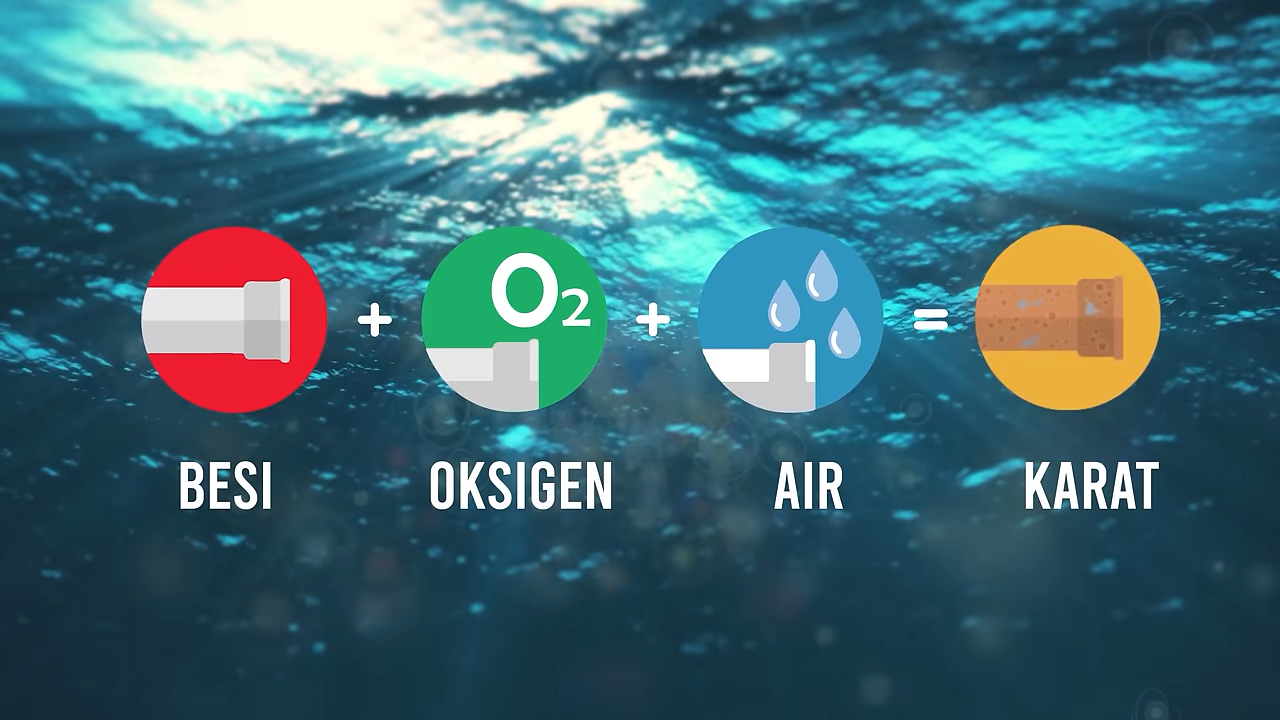 O2
+ + =
BESI OKSIGEN AIR KARAT